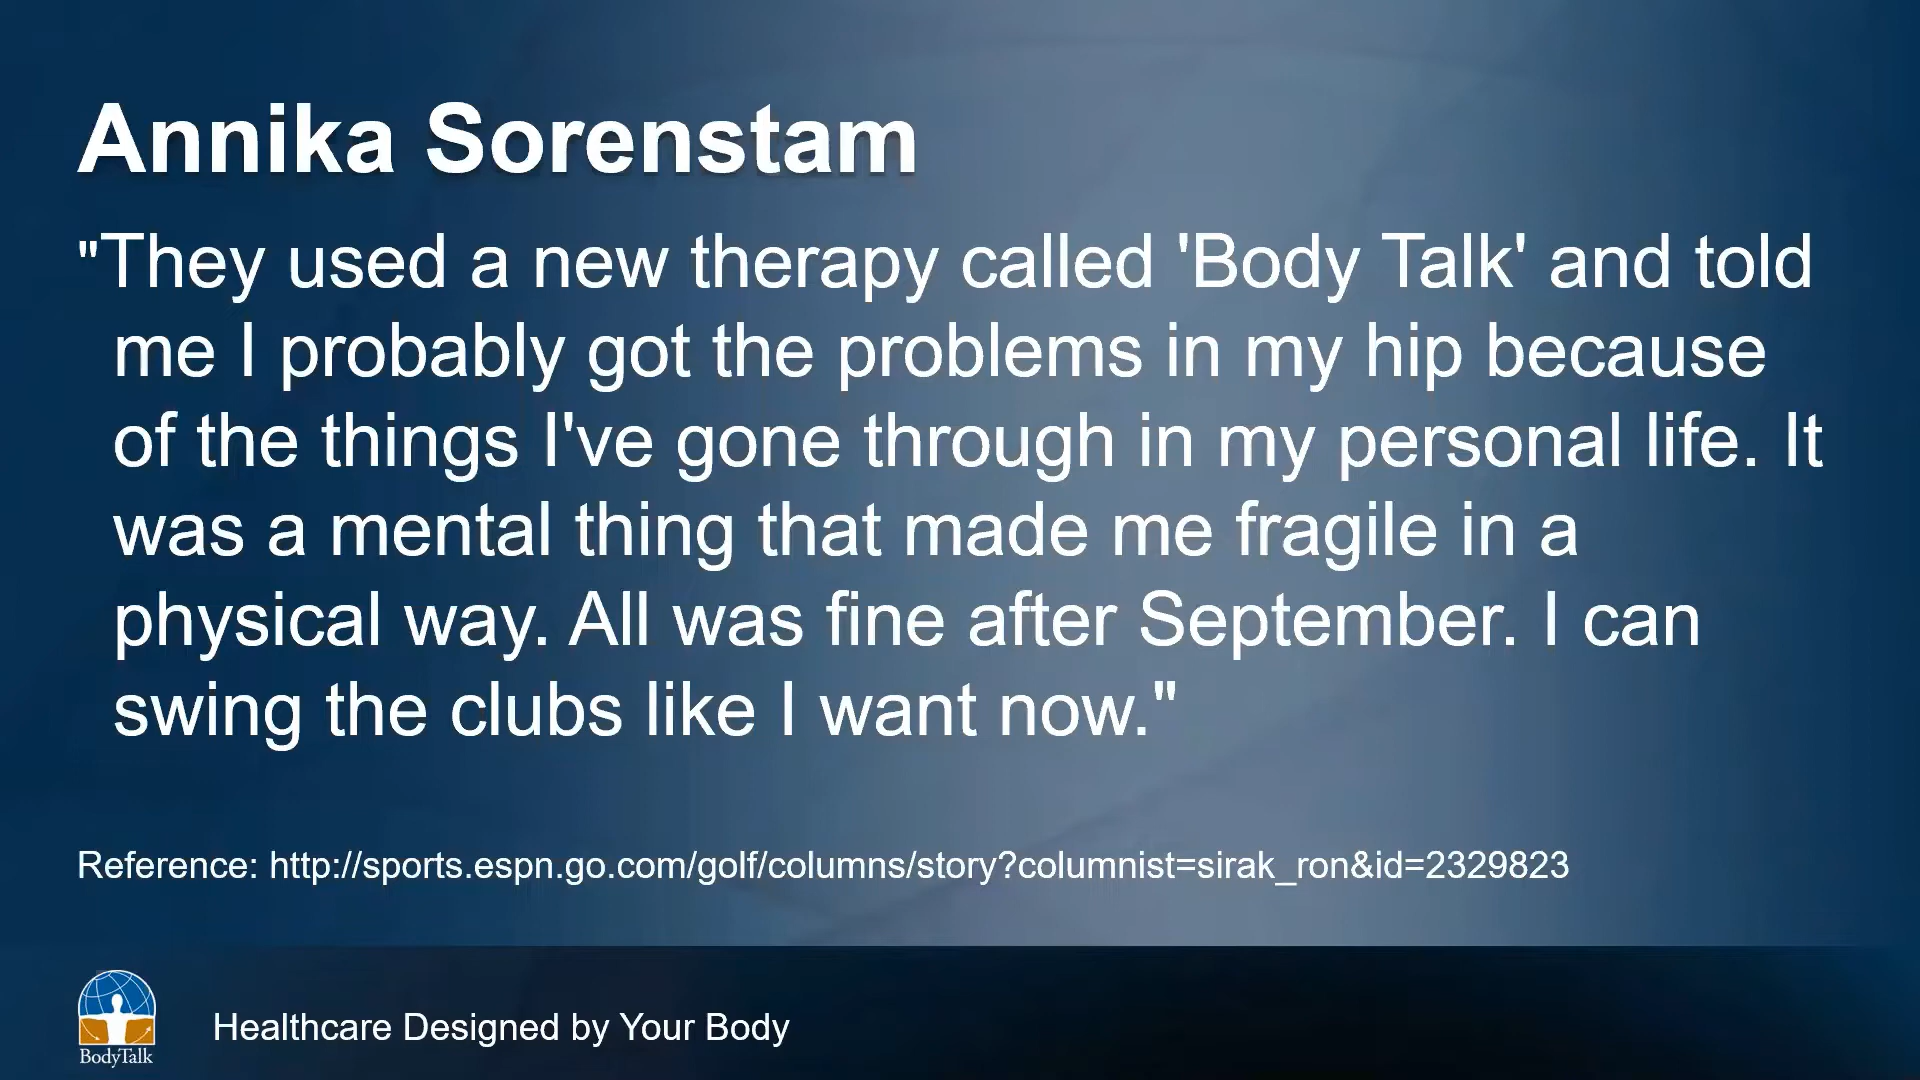 Annika Sorenstam
"They used a new therapy called 'Body Talk' and told
me I probably got the problems in my hip because
of the things I've gone through in my personal life. It
was a mental thing that made me fragile in a
physical way. All was fine after September. I can
swing the clubs like I want now."
Reference: http://sports.espn.go.com/golf/columns/story?columnist=sirak_ron&id=2329823
BodyTalk
Healthcare Designed by Your Body